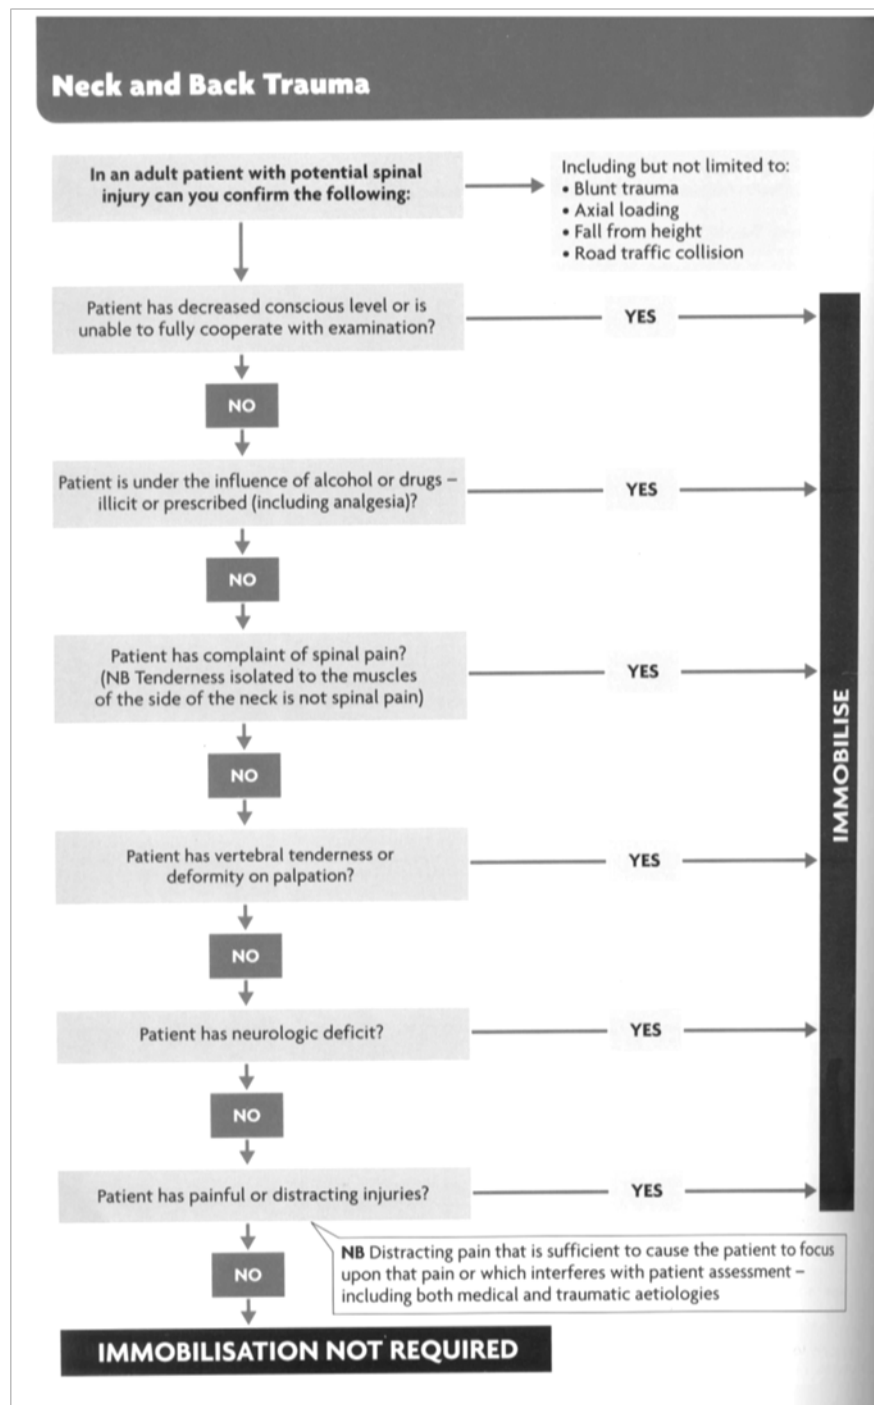 Neck and Back Trauma
In an adult patient with potential spinal
injury can you confirm the following:
Including but not limited to:
• Blunt trauma
• Axial loading
• Fall from height
• Road traffic collision
Patient has decreased conscious level or is
unable to fully cooperate with examination?
YES
NO
Patient is under the influence of alcohol or drugs –
illicit or prescribed (including analgesia)?
YES
NO
Patient has complaint of spinal pain?
(NB Tenderness isolated to the muscles
of the side of the neck is not spinal pain)
YES
NO
Patient has vertebral tenderness or
deformity on palpation?
YES
NO
Patient has neurologic deficit?
YES
NO
Patient has painful or distracting injuries?
YES
IMMOBILISE
NB Distracting pain that is sufficient to cause the patient to focus
upon that pain or which interferes with patient assessment –
including both medical and traumatic aetiologies
NO
IMMOBILISATION NOT REQUIRED